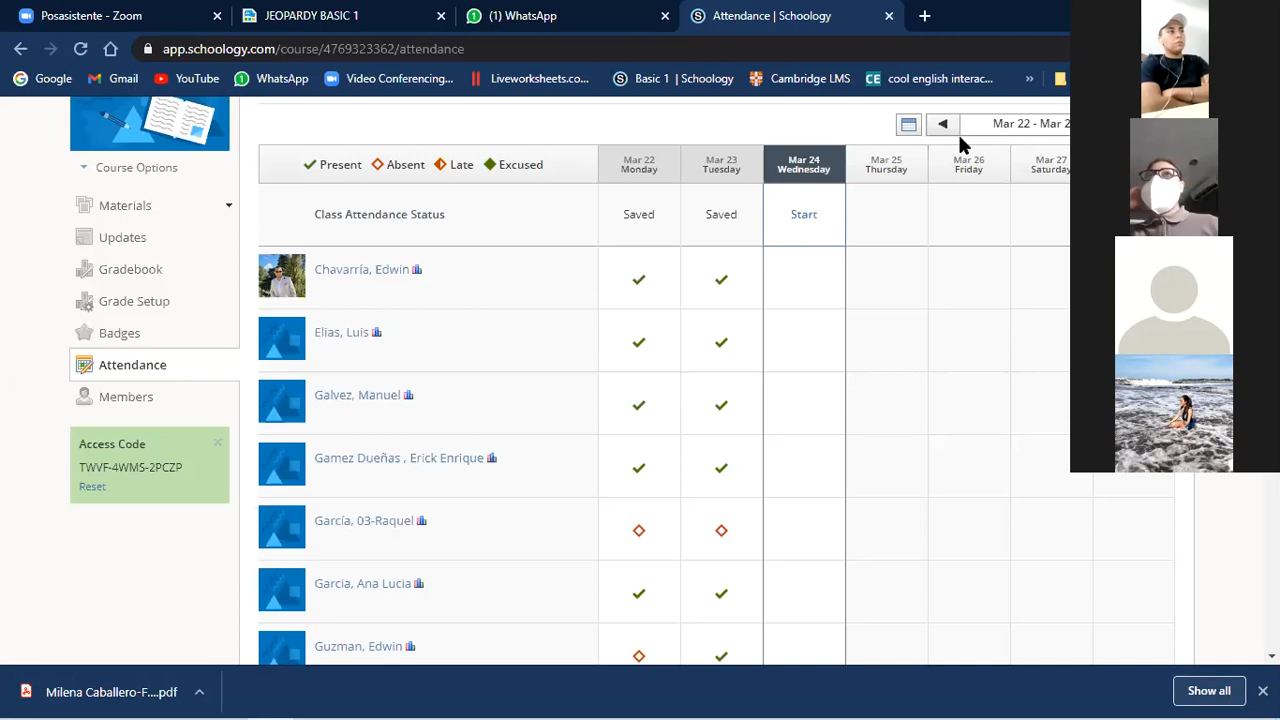 Posasistente - Zoom
JEOPARDY BASIC 1
(1) WhatsApp
Attendance | Schoology
app.schoology.com/course/4769323362/attendance
Google
Gmail
YouTube
WhatsApp
Video Conferencing...
Liveworksheets.co...
Basic 1 | Schoology
Cambridge LMS
CE cool english interac...
»
Course Options
Materials
Updates
Gradebook
Grade Setup
Badges
Attendance
Members
Access Code
TWVF-4WMS-2PCZP
Reset
Mar 22 - Mar 2
Present Absent Late Excused
Mar 22 Monday
Mar 23 Tuesday
Mar 24 Wednesday
Mar 25 Thursday
Mar 26 Friday
Mar 27 Saturday
Class Attendance Status Saved Saved Start
Chavarría, Edwin
Elias, Luis
Galvez, Manuel
Gamez Dueñas , Erick Enrique
García, 03-Raquel
Garcia, Ana Lucia
Guzman, Edwin
Milena Caballero-F....pdf
Show all